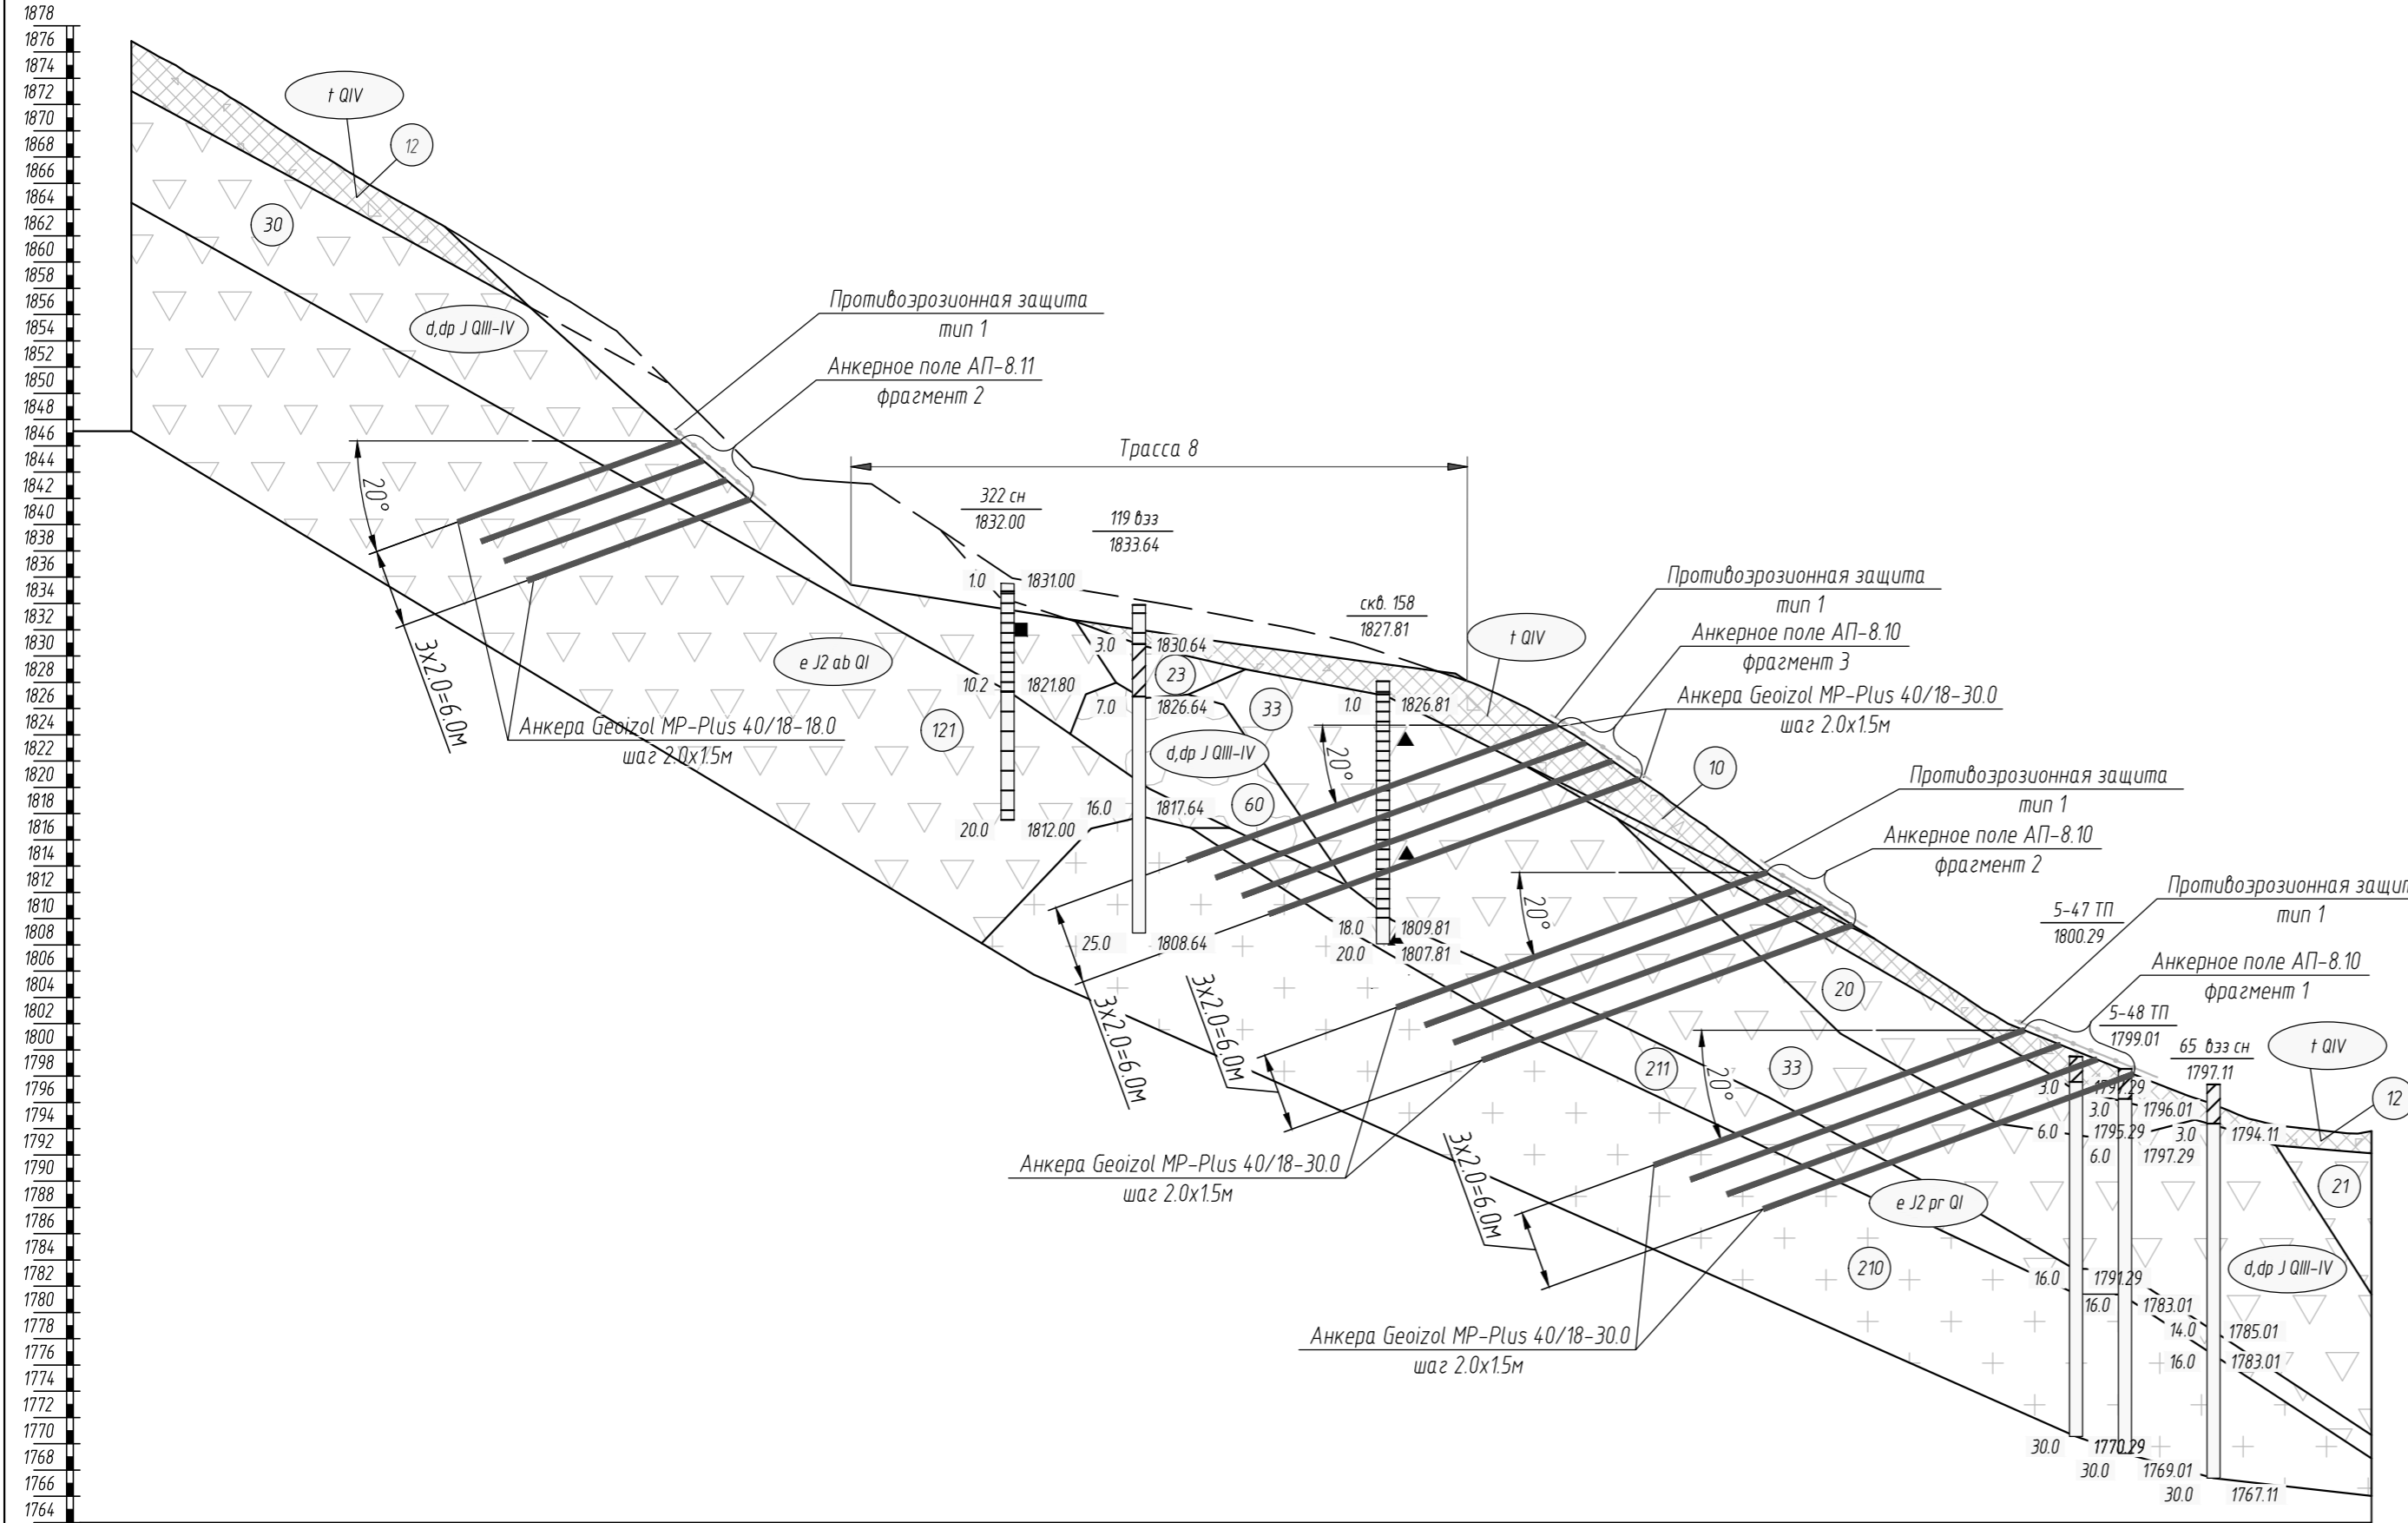 1878
1876
1874
1872
1870
1868
1866
1864
1862
1860
1858
1856
1854
1852
1850
1848
1846
1844
1842
1840
1838
1836
1834
1832
1830
1828
1826
1824
1822
1820
1818
1816
1814
1812
1810
1808
1806
1804
1802
1800
1798
1796
1794
1792
1790
1788
1786
1784
1782
1780
1778
1776
1774
1772
1770
1768
1766
1764
t QIV
12
30
d,dp J QIII-IV
Противоэрозионная защита
тип 1
Анкерное поле АП-8.11
фрагмент 2
20°
3х2.0=6.0м
Анкера Geoizol MP-Plus 40/18-18.0
шаг 2.0х1.5м
Трасса 8
322 сн
1832.00
119 вэз
1833.64
скв. 158
1827.81
1.0
1831.00
3.0
1830.64
10.2
1821.80
7.0
1826.64
16.0
1817.64
20.0
1812.00
25.0
1808.64
1.0
1826.81
18.0
1809.81
20.0
1807.81
e J2 ab QI
121
23
33
d,dp J QIII-IV
60
20°
t QIV
Противоэрозионная защита
тип 1
Анкерное поле АП-8.10
фрагмент 3
Анкера Geoizol MP-Plus 40/18-30.0
шаг 2.0х1.5м
10
Противоэрозионная защита
тип 1
Анкерное поле АП-8.10
фрагмент 2
Противоэрозионная защит
тип 1
5-47 ТП
1800.29
Анкерное поле АП-8.10
фрагмент 1
5-48 ТП
1799.01
65 вэз сн
1797.11
t QIV
12
21
d,dp J QIII-IV
20°
20
3х2.0=6.0м
3х2.0=6.0м
211
33
20°
Анкера Geoizol MP-Plus 40/18-30.0
шаг 2.0х1.5м
3х2.0=6.0м
e J2 pr QI
210
Анкера Geoizol MP-Plus 40/18-30.0
шаг 2.0х1.5м
3.0
1797.29
3.0
1796.01
6.0
1795.29
3.0
1794.11
6.0
1797.29
16.0
1791.29
16.0
1783.01
14.0
1785.01
16.0
1783.01
30.0
1770.29
30.0
1769.01
30.0
1767.11